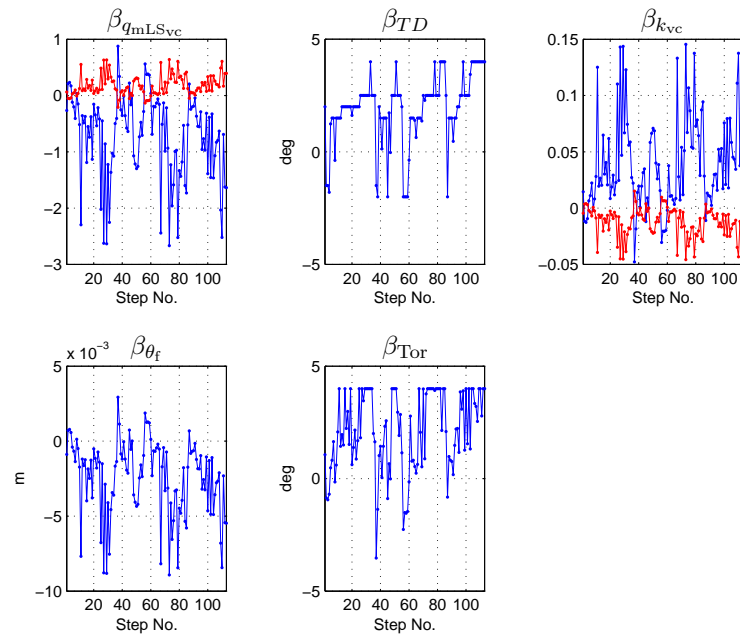 β_{q_{mLS_{vc}}}
1
0
−1
−2
−3
20 40 60 80 100
Step No.
β_{TD}
deg
5
0
−5
20 40 60 80 100
Step No.
β_{k_{vc}}
0.15
0.1
0.05
0
−0.05
20 40 60 80 100
Step No.
β_{θ_f}
x 10^{−3}
m
5
0
−5
−10
20 40 60 80 100
Step No.
β_{Tor}
deg
5
0
−5
20 40 60 80 100
Step No.